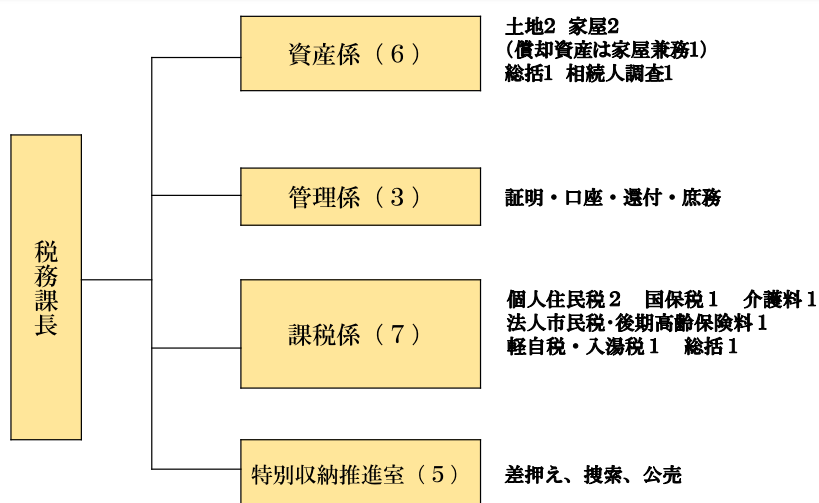 資産係（６）
土地2 家屋2
(償却資産は家屋兼務1)
総括1 相続人調査1
管理係（３）
証明・口座・還付・庶務
税務課長
課税係（７）
個人住民税２　国保税１　介護料１
法人市民税・後期高齢保険料１
軽自税・入湯税１　総括１
特別収納推進室（５）
差押え、捜索、公売